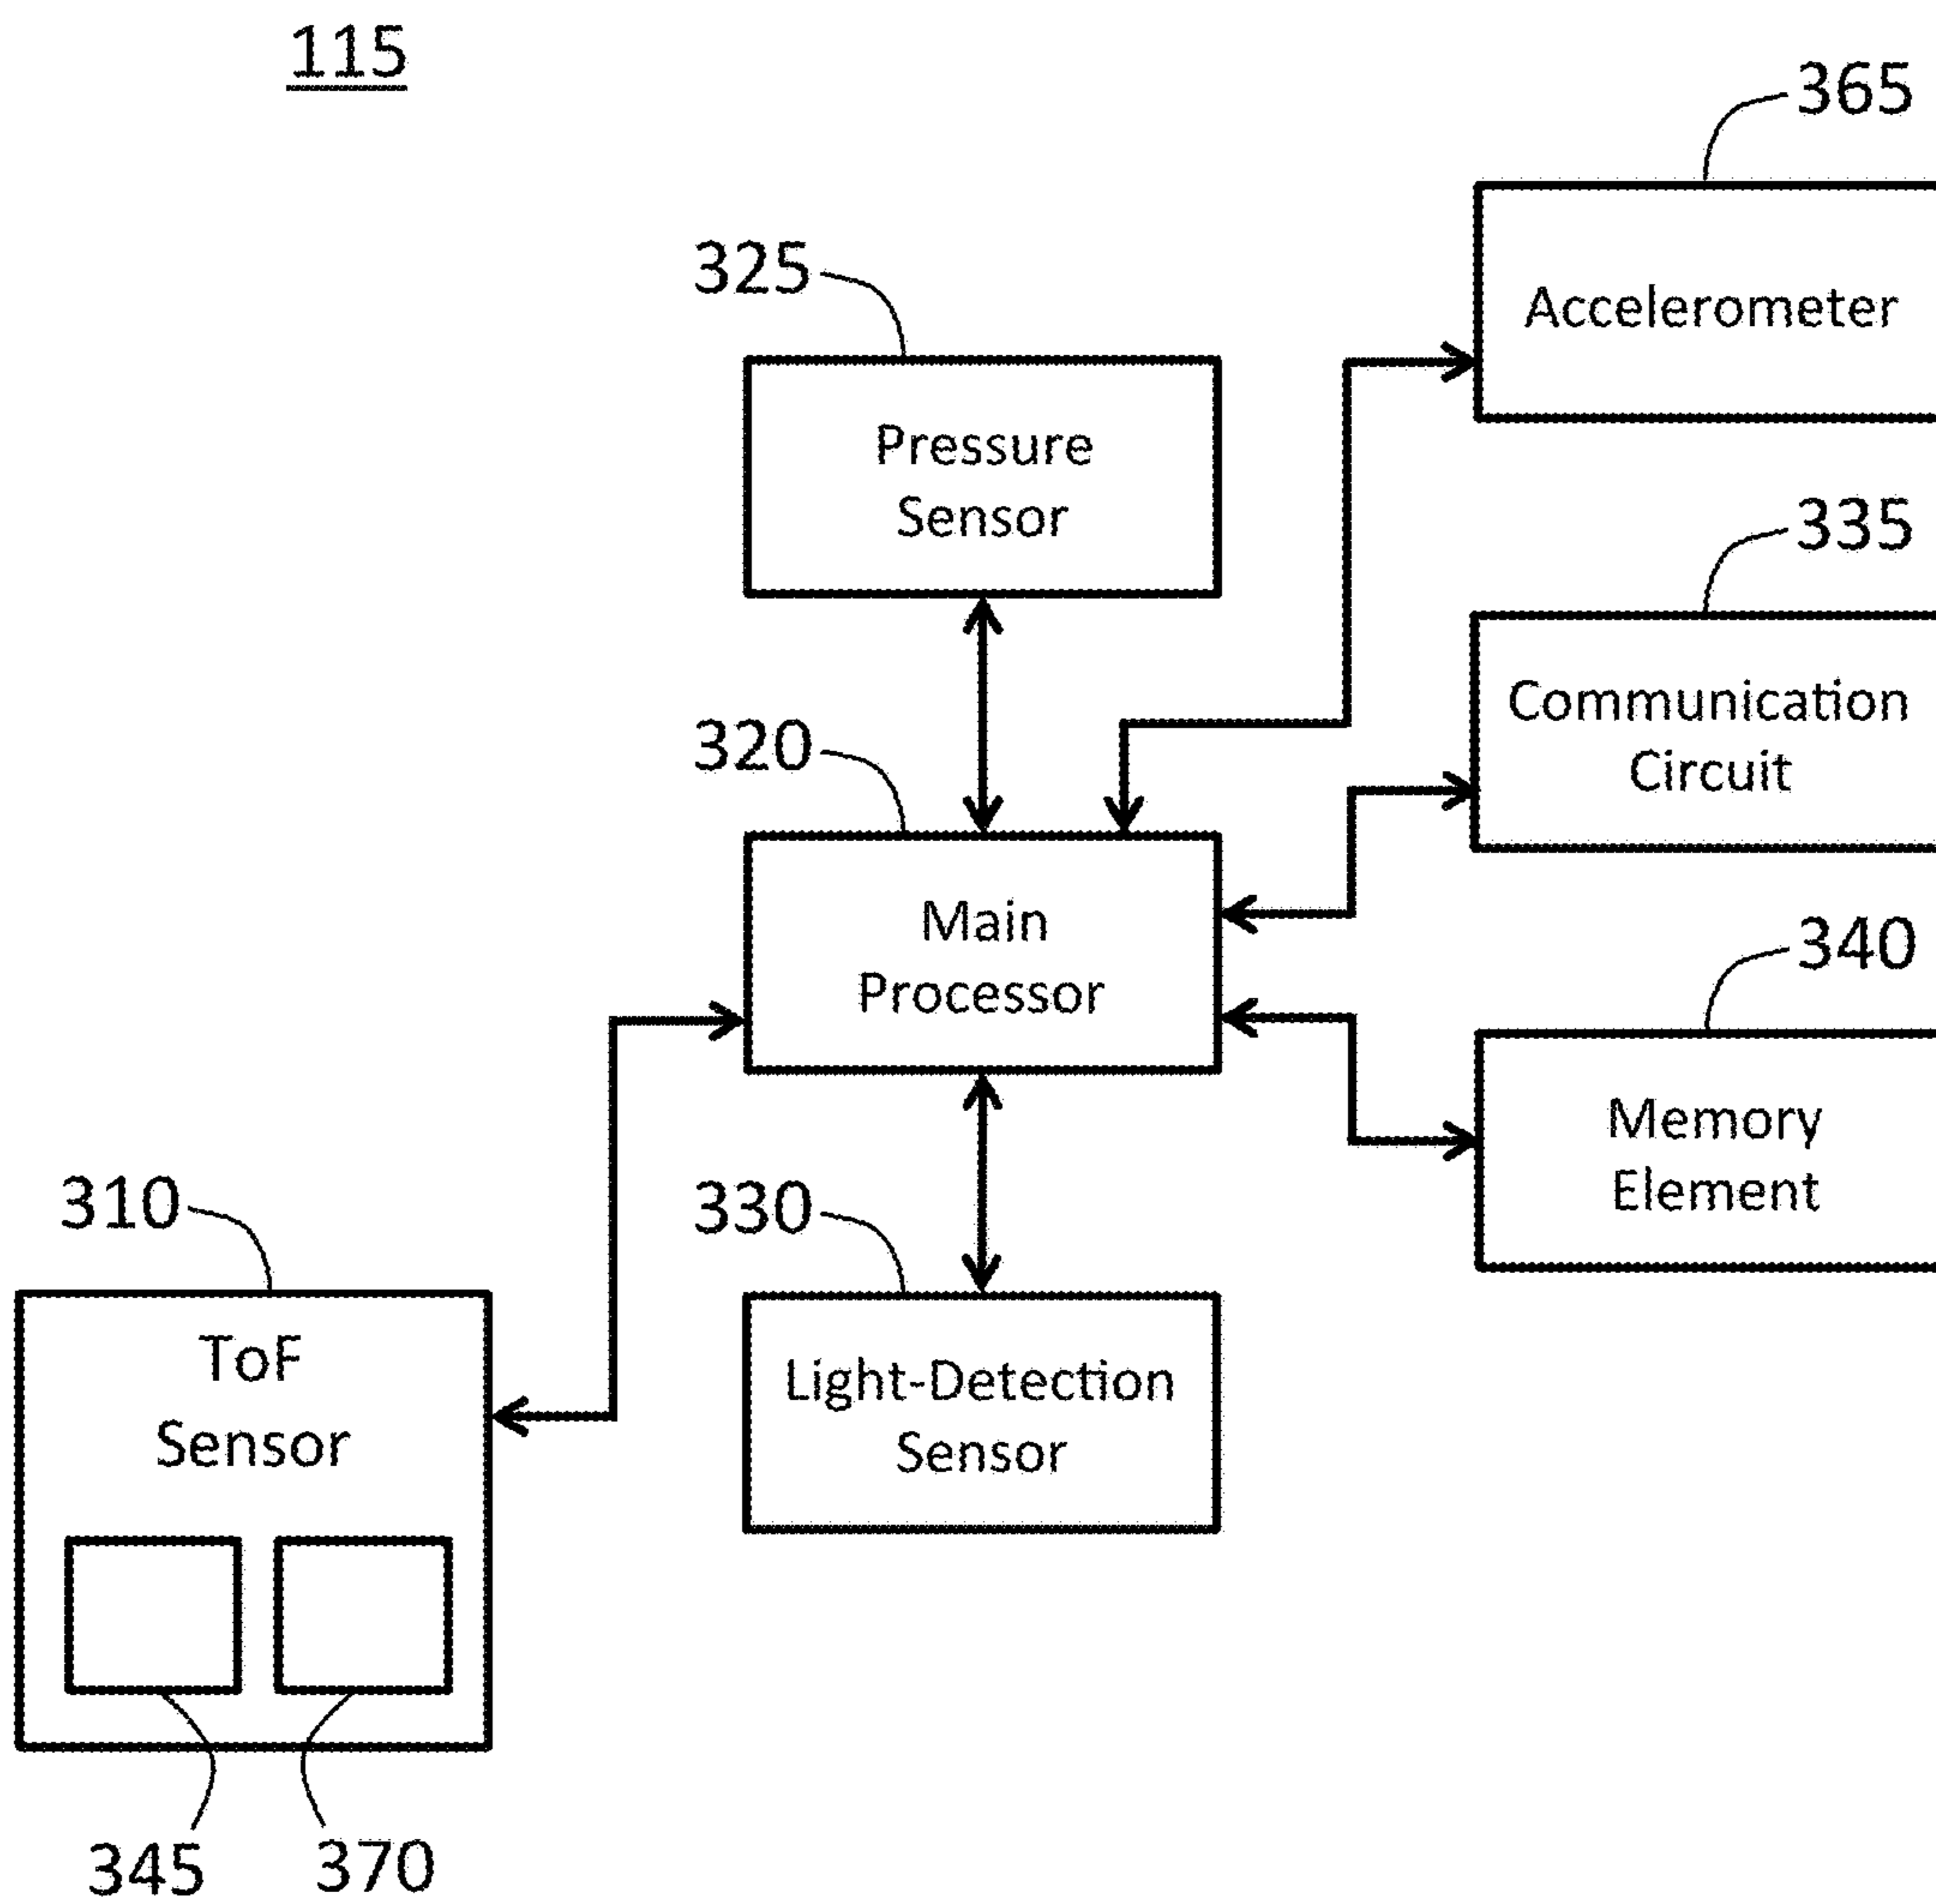 115
365
Accelerometer
325
Pressure
Sensor
335
Communication
Circuit
320
Main
Processor
340
Memory
Element
310
ToF
Sensor
330
Light-Detection
Sensor
345
370